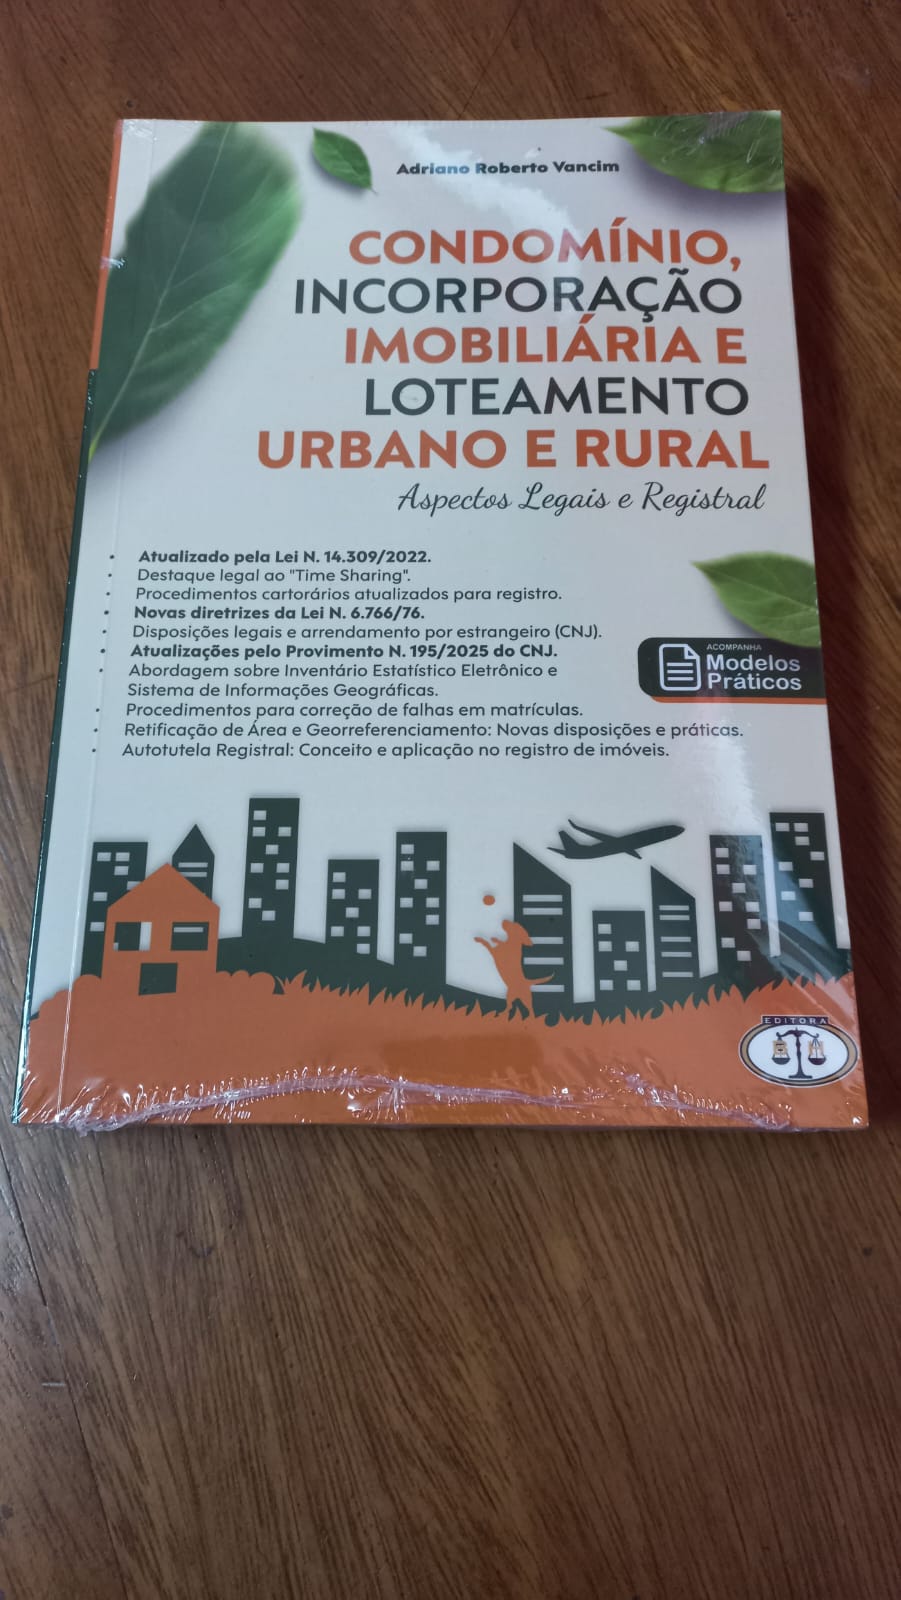 Adriano Roberto Vancim
CONDOMÍNIO,
INCORPORAÇÃO
IMOBILIÁRIA E
LOTEAMENTO
URBANO E RURAL
Aspectos Legais e Registral
• Atualizado pela Lei N. 14.309/2022.
• Destaque legal ao "Time Sharing".
• Procedimentos cartorários atualizados para registro.
• Novas diretrizes da Lei N. 6.766/76.
• Disposições legais e arrendamento por estrangeiro (CNJ).
• Atualizações pelo Provimento N. 195/2025 do CNJ.
• Abordagem sobre Inventário Estatístico Eletrônico e
Sistema de Informações Geográficas.
• Procedimentos para correção de falhas em matrículas.
• Retificação de Área e Georreferenciamento: Novas disposições e práticas.
• Autotutela Registral: Conceito e aplicação no registro de imóveis.
ACOMPANHA
Modelos
Práticos
EDITORA